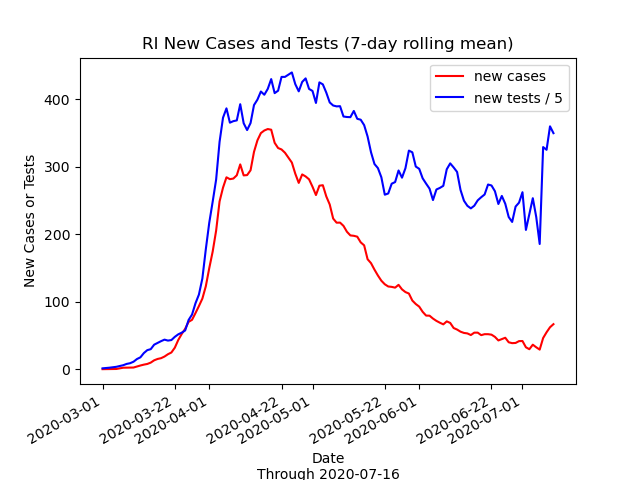 RI New Cases and Tests (7-day rolling mean)
new cases
new tests / 5
New Cases or Tests
400
300
200
100
0
2020-03-01
2020-03-22
2020-04-01
2020-04-22
2020-05-01
2020-05-22
2020-06-01
2020-06-22
2020-07-01
Date
Through 2020-07-16